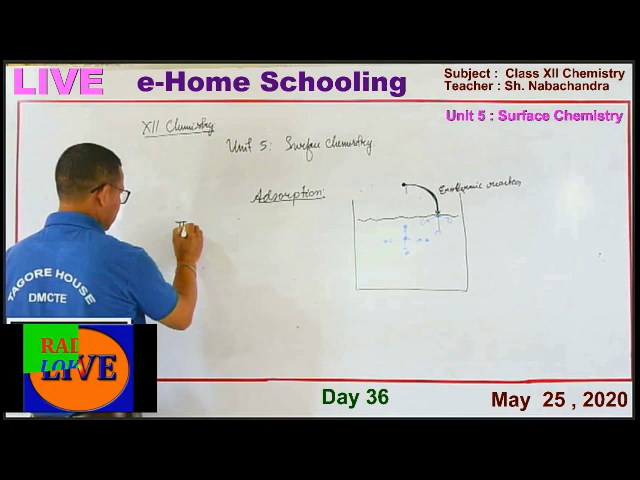 LIVE
e-Home Schooling
Subject : Class XII Chemistry
Teacher : Sh. Nabachandra
Unit 5 : Surface Chemistry
XII Chemistry
Unit 5: Surface Chemistry
Adsorption:
Exothermic reaction
TAGORE HOUSE
DMCTE
LIVE
Day 36
May 25 , 2020